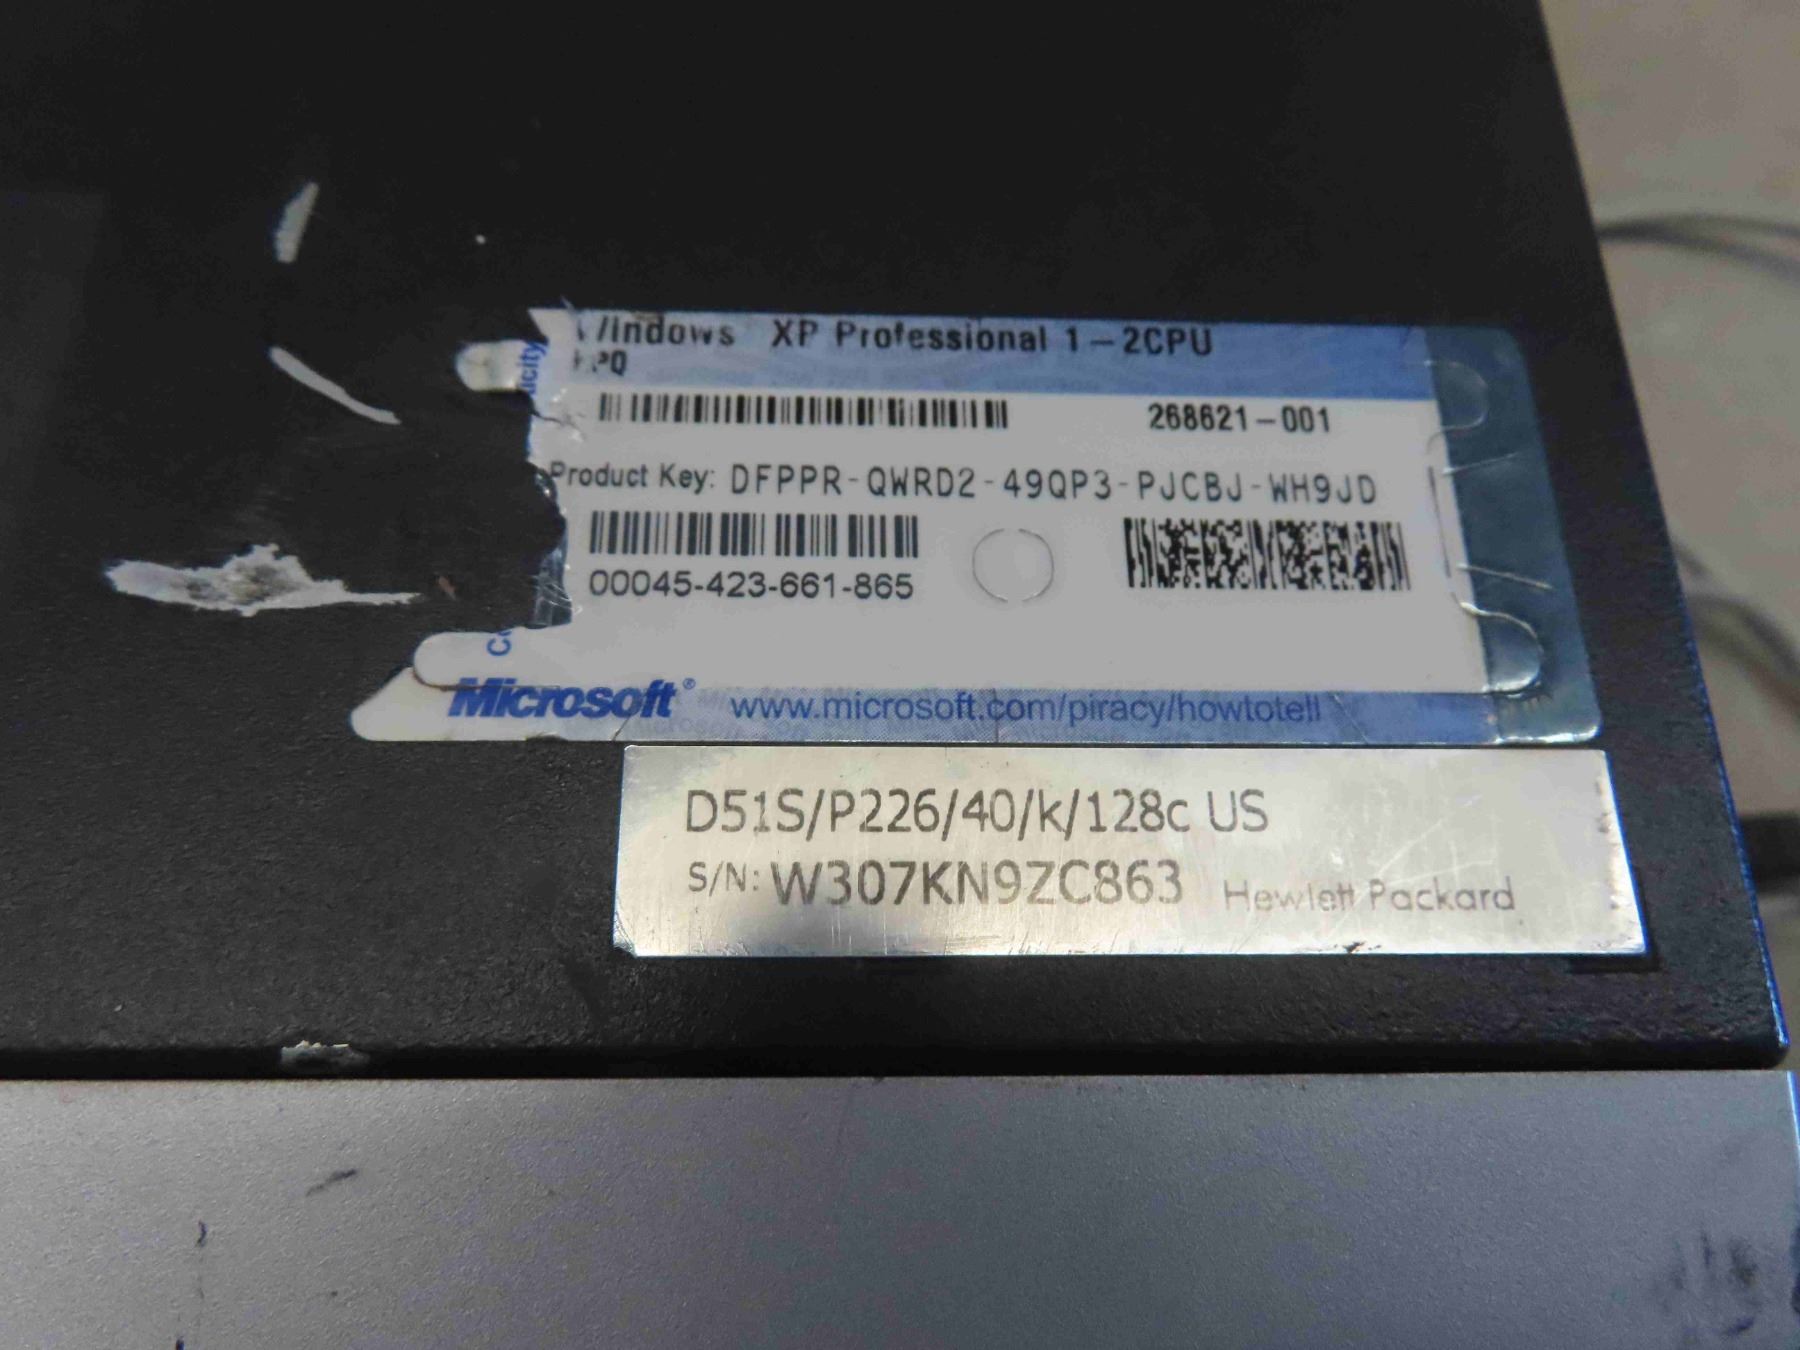 Windows XP Professional 1-2CPU
268621-001
Product Key: DFPPR-QWRD2-49QP3-PJCBJ-WH9JD
00045-423-661-865
Microsoft® www.microsoft.com/piracy/howtotell
D51S/P226/40/k/128c US
S/N: W307KN9ZC863 Hewlett Packard